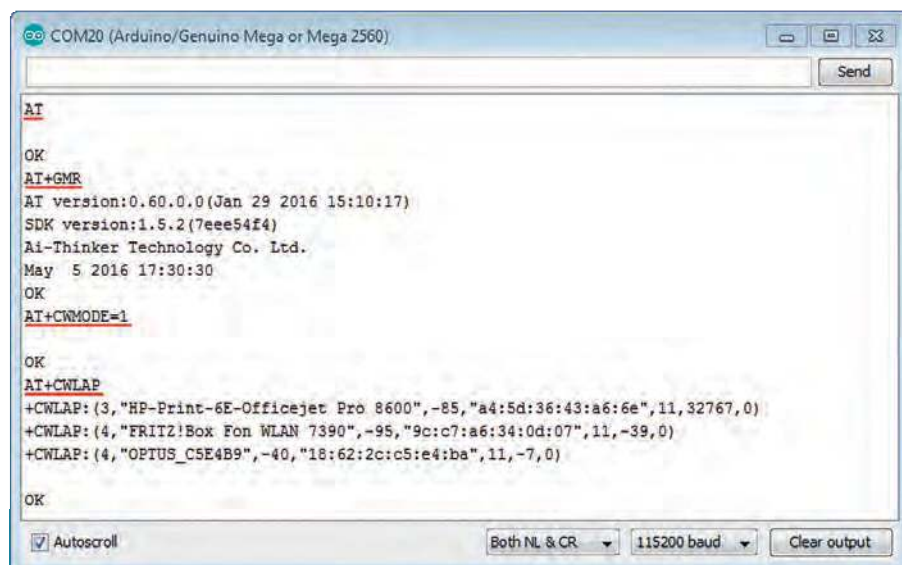 COM20 (Arduino/Genuino Mega or Mega 2560)
Send
AT
OK
AT+GMR
AT version:0.60.0.0(Jan 29 2016 15:10:17)
SDK version:1.5.2(7eee54f4)
Ai-Thinker Technology Co. Ltd.
May  5 2016 17:30:30
OK
AT+CWMODE=1
OK
AT+CWLAP
+CWLAP:(3,"HP-Print-6E-Officejet Pro 8600",-85,"a4:5d:36:43:a6:6e",11,32767,0)
+CWLAP:(4,"FRITZ!Box Fon WLAN 7390",-95,"9c:c7:a6:34:0d:07",11,-39,0)
+CWLAP:(4,"OPTUS_C5E4B9",-40,"18:62:2c:c5:e4:ba",11,-7,0)
OK
Autoscroll Both NL & CR 115200 baud Clear output